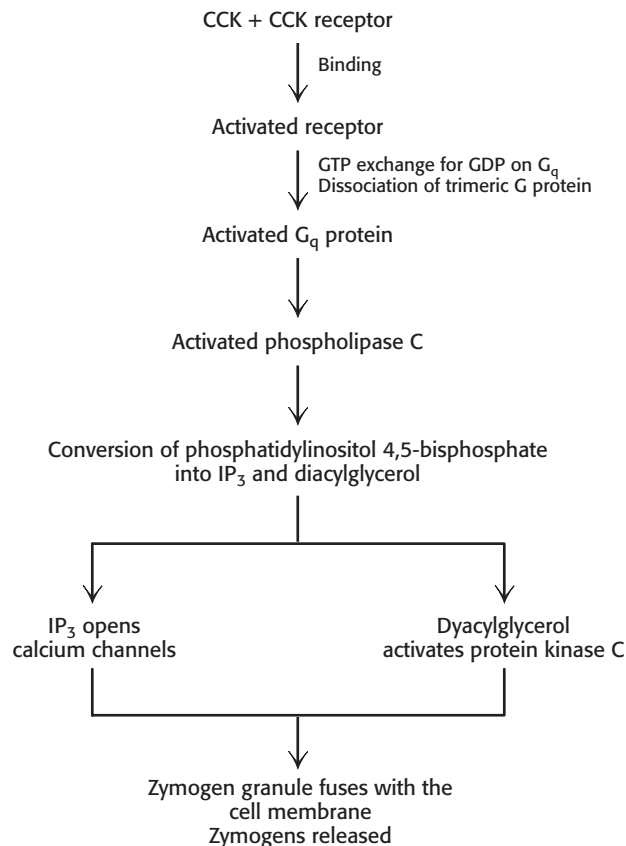 CCK + CCK receptor
Binding
Activated receptor
GTP exchange for GDP on Gq
Dissociation of trimeric G protein
Activated Gq protein
Activated phospholipase C
Conversion of phosphatidylinositol 4,5-bisphosphate
into IP3 and diacylglycerol
IP3 opens
calcium channels
Dyacylglycerol
activates protein kinase C
Zymogen granule fuses with the
cell membrane
Zymogens released